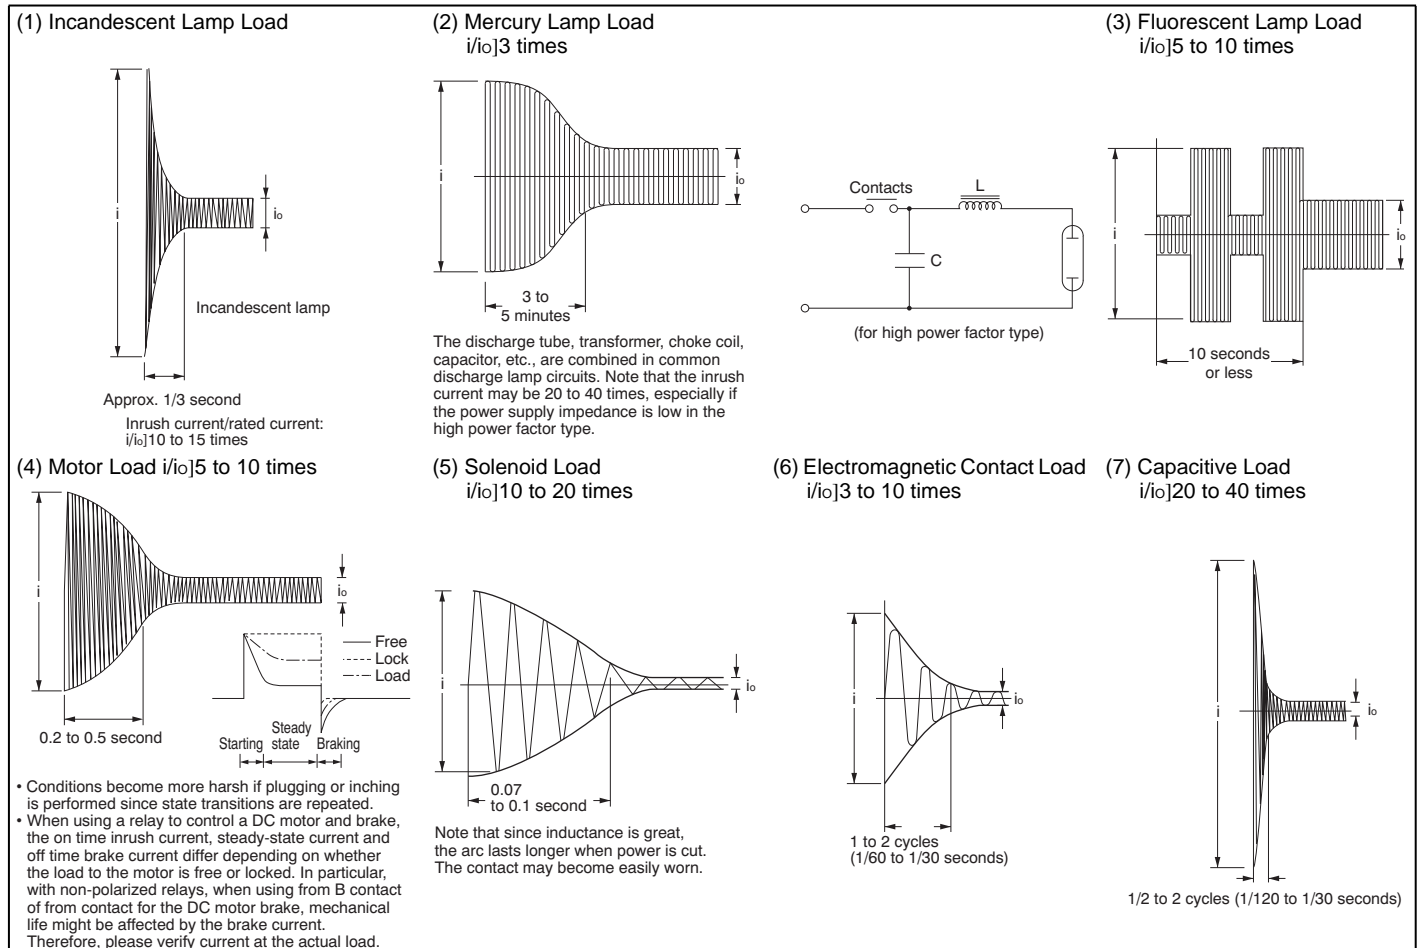 (1) Incandescent Lamp Load
i
io
Incandescent lamp
Approx. 1/3 second
Inrush current/rated current:
i/io]10 to 15 times
(2) Mercury Lamp Load
i/io]3 times
i
io
3 to
5 minutes
The discharge tube, transformer, choke coil,
capacitor, etc., are combined in common
discharge lamp circuits. Note that the inrush
current may be 20 to 40 times, especially if
the power supply impedance is low in the
high power factor type.
Contacts
L
C
(for high power factor type)
(3) Fluorescent Lamp Load
i/io]5 to 10 times
i
io
10 seconds
or less
(4) Motor Load i/io]5 to 10 times
i
io
Free
Lock
Load
0.2 to 0.5 second
Starting
Steady
state
Braking
• Conditions become more harsh if plugging or inching
is performed since state transitions are repeated.
• When using a relay to control a DC motor and brake,
the on time inrush current, steady-state current and
off time brake current differ depending on whether
the load to the motor is free or locked. In particular,
with non-polarized relays, when using from B contact
of from contact for the DC motor brake, mechanical
life might be affected by the brake current.
Therefore, please verify current at the actual load.
(5) Solenoid Load
i/io]10 to 20 times
i
io
0.07
to 0.1 second
Note that since inductance is great,
the arc lasts longer when power is cut.
The contact may become easily worn.
(6) Electromagnetic Contact Load
i/io]3 to 10 times
i
io
1 to 2 cycles
(1/60 to 1/30 seconds)
(7) Capacitive Load
i/io]20 to 40 times
i
io
1/2 to 2 cycles (1/120 to 1/30 seconds)